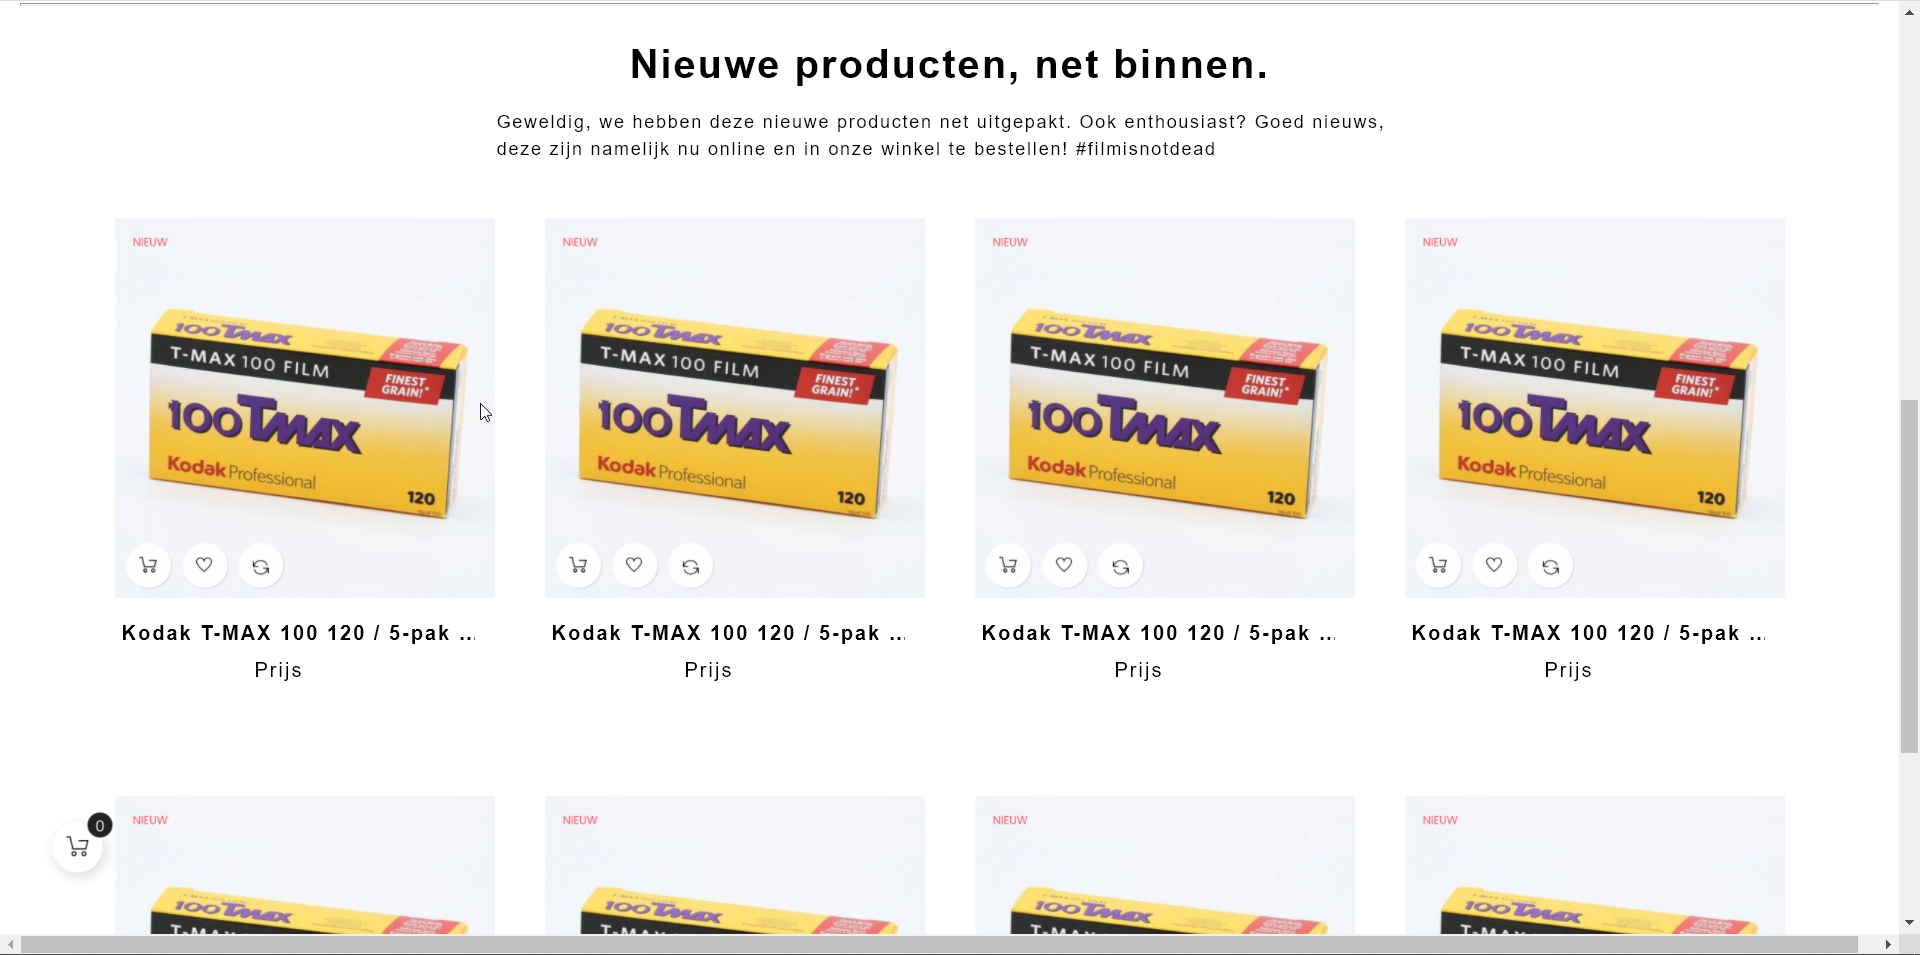 Nieuwe producten, net binnen.
Geweldig, we hebben deze nieuwe producten net uitgepakt. Ook enthousiast? Goed nieuws,
deze zijn namelijk nu online en in onze winkel te bestellen! #filmisnotdead
NIEUW
100 TMAX
T-MAX 100 FILM
FINEST
GRAIN!*
100 TMAX
Kodak Professional
120
Kodak T-MAX 100 120 / 5-pak ...
Prijs
NIEUW
100 TMAX
T-MAX 100 FILM
FINEST
GRAIN!*
100 TMAX
Kodak Professional
120
Kodak T-MAX 100 120 / 5-pak ...
Prijs
NIEUW
100 TMAX
T-MAX 100 FILM
FINEST
GRAIN!*
100 TMAX
Kodak Professional
120
Kodak T-MAX 100 120 / 5-pak ...
Prijs
NIEUW
100 TMAX
T-MAX 100 FILM
FINEST
GRAIN!*
100 TMAX
Kodak Professional
120
Kodak T-MAX 100 120 / 5-pak ...
Prijs
0
NIEUW
100 TMAX
NIEUW
100 TMAX
NIEUW
100 TMAX
NIEUW
100 TMAX